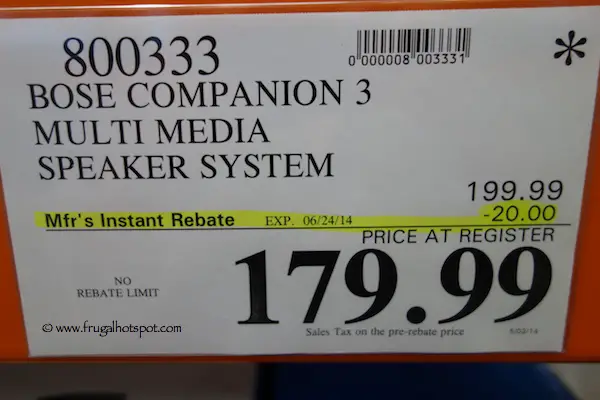 800333
0 000008 003331
*
BOSE COMPANION 3
MULTI MEDIA
SPEAKER SYSTEM
199.99
Mfr's Instant Rebate EXP. 06/24/14 -20.00
PRICE AT REGISTER
179.99
NO
REBATE LIMIT
© www.frugalhotspot.com
Sales Tax on the pre-rebate price